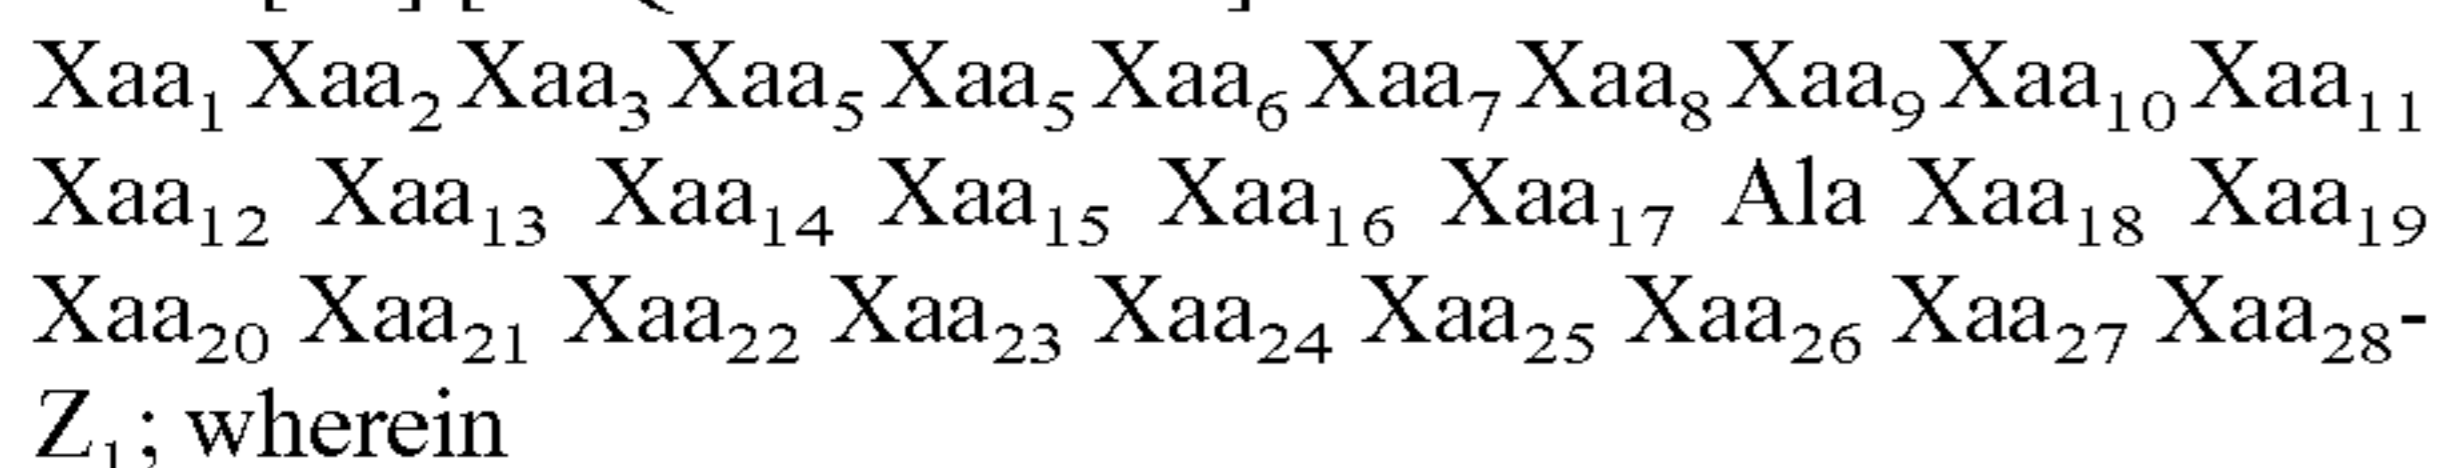 Xaa₁ Xaa₂ Xaa₃ Xaa₅ Xaa₅ Xaa₆ Xaa₇ Xaa₈ Xaa₉ Xaa₁₀ Xaa₁₁
Xaa₁₂ Xaa₁₃ Xaa₁₄ Xaa₁₅ Xaa₁₆ Xaa₁₇ Ala Xaa₁₈ Xaa₁₉
Xaa₂₀ Xaa₂₁ Xaa₂₂ Xaa₂₃ Xaa₂₄ Xaa₂₅ Xaa₂₆ Xaa₂₇ Xaa₂₈-
Z₁; wherein